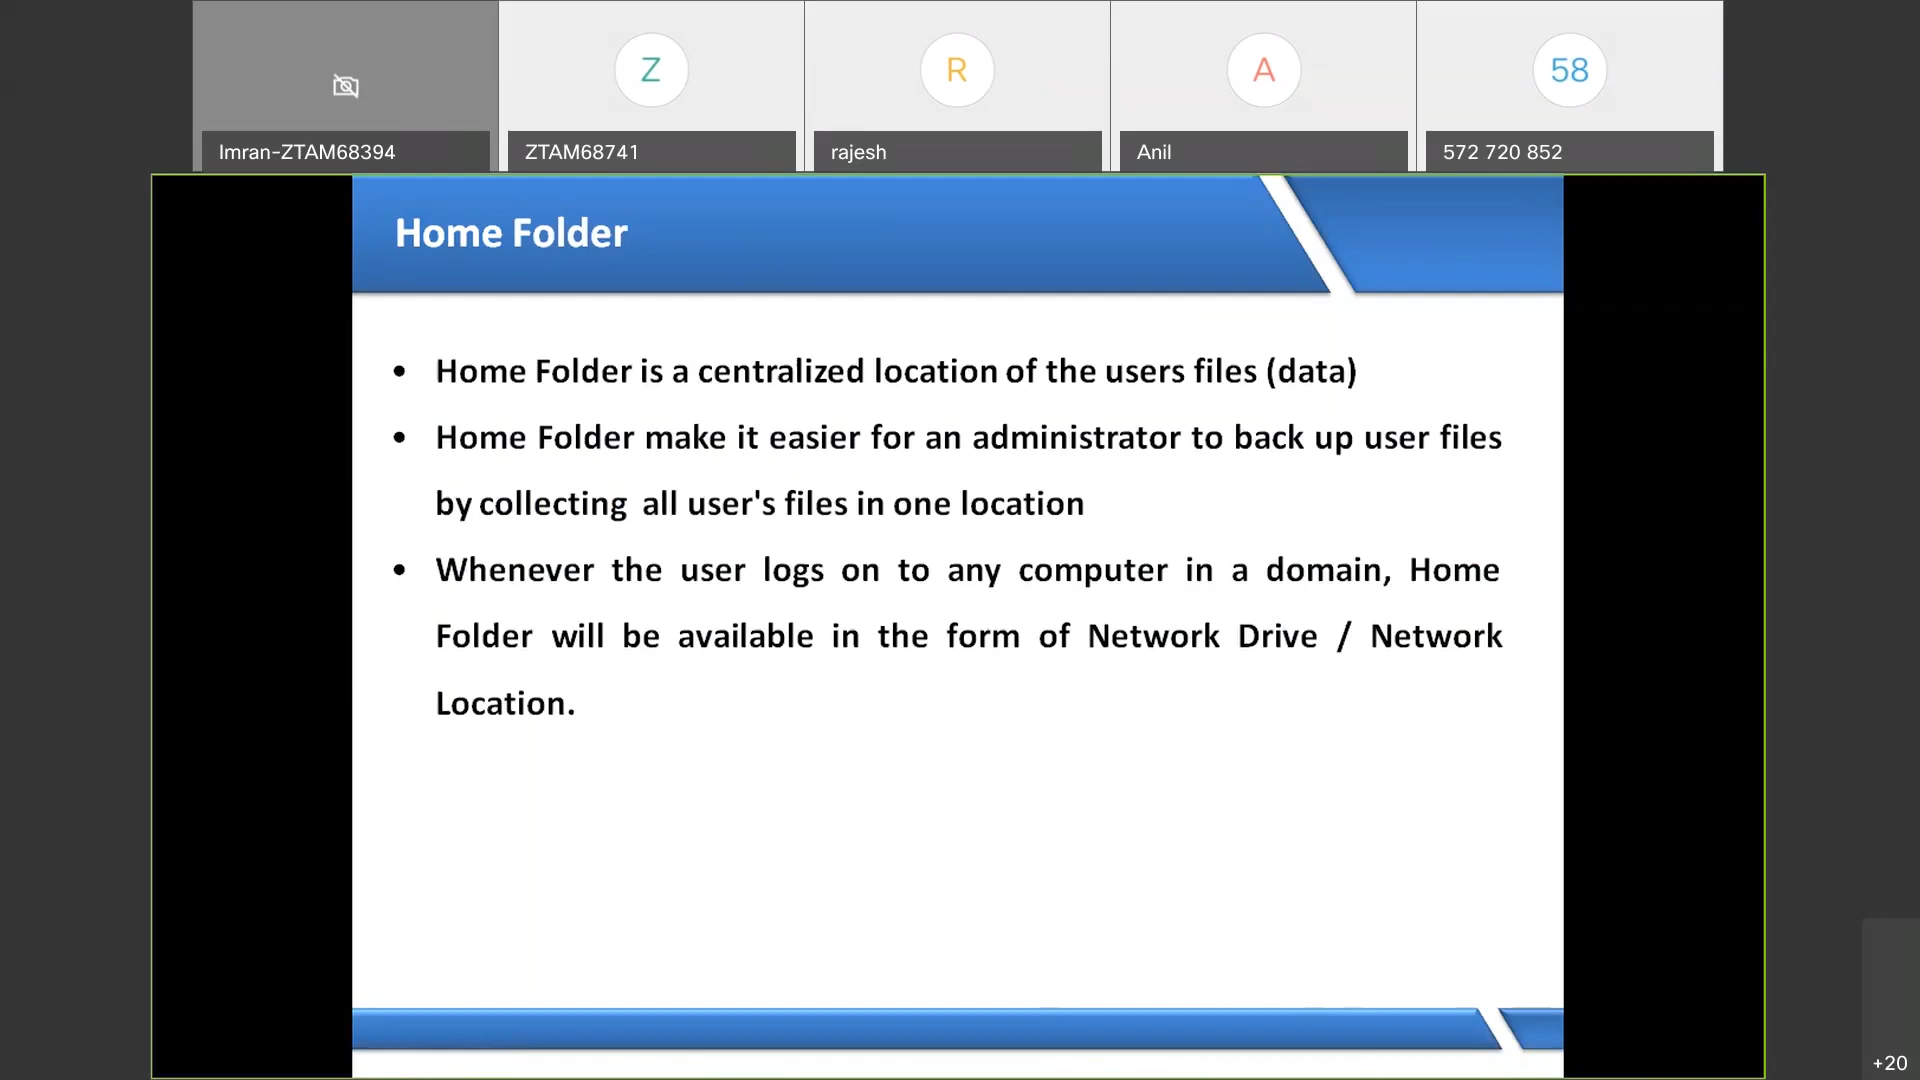 Z
R
A
58
Imran-ZTAM68394
ZTAM68741
rajesh
Anil
572 720 852
Home Folder
• Home Folder is a centralized location of the users files (data)
• Home Folder make it easier for an administrator to back up user files
by collecting all user's files in one location
• Whenever the user logs on to any computer in a domain, Home
Folder will be available in the form of Network Drive / Network
Location.
+20